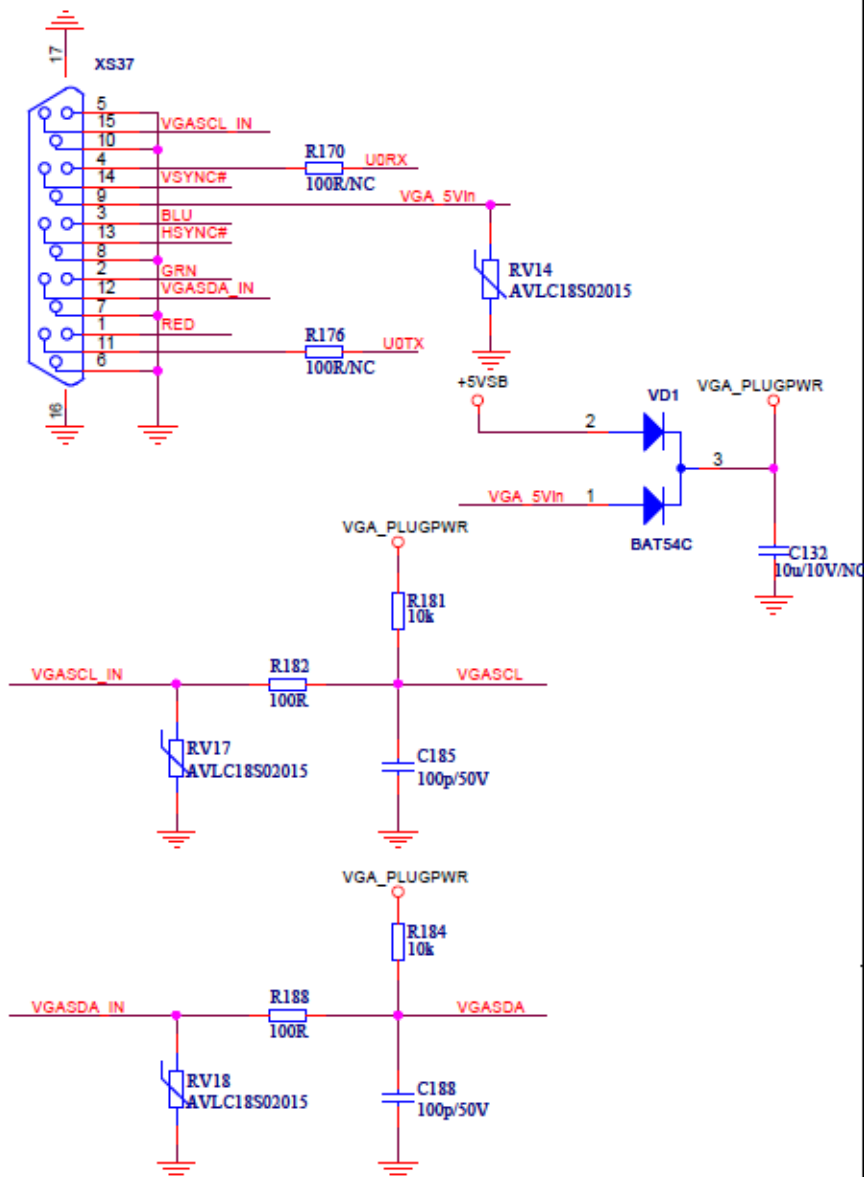 17
XS37
5
15 VGASCL_IN
10
4 R170 U0RX
100R/NC
14 VSYNC#
9 VGA_5VIn
3 BLU
13 HSYNC#
8
2 GRN
12 VGASDA_IN
7
1 RED
11 R176 U0TX
100R/NC
6
16
RV14
AVLC18S02015
+5VSB
VD1
VGA_PLUGPWR
2
3
VGA_5VIn 1
BAT54C
C132
10u/10V/NC
VGA_PLUGPWR
R181
10k
VGASCL_IN
R182
100R
VGASCL
RV17
AVLC18S02015
C185
100p/50V
VGA_PLUGPWR
R184
10k
VGASDA_IN
R188
100R
VGASDA
RV18
AVLC18S02015
C188
100p/50V